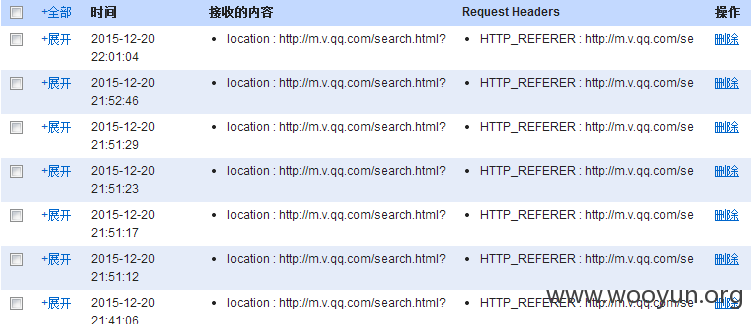 +全部 时间 接收的内容 Request Headers 操作
+展开 2015-12-20 22:01:04 location : http://m.v.qq.com/search.html? HTTP_REFERER : http://m.v.qq.com/se 删除
+展开 2015-12-20 21:52:46 location : http://m.v.qq.com/search.html? HTTP_REFERER : http://m.v.qq.com/se 删除
+展开 2015-12-20 21:51:29 location : http://m.v.qq.com/search.html? HTTP_REFERER : http://m.v.qq.com/se 删除
+展开 2015-12-20 21:51:23 location : http://m.v.qq.com/search.html? HTTP_REFERER : http://m.v.qq.com/se 删除
+展开 2015-12-20 21:51:17 location : http://m.v.qq.com/search.html? HTTP_REFERER : http://m.v.qq.com/se 删除
+展开 2015-12-20 21:51:12 location : http://m.v.qq.com/search.html? HTTP_REFERER : http://m.v.qq.com/se 删除
+展开 2015-12-20 21:41:06 location : http://m.v.qq.com/search.html? HTTP_REFERER : http://m.v.qq.com/se 删除
www.wooyun.org